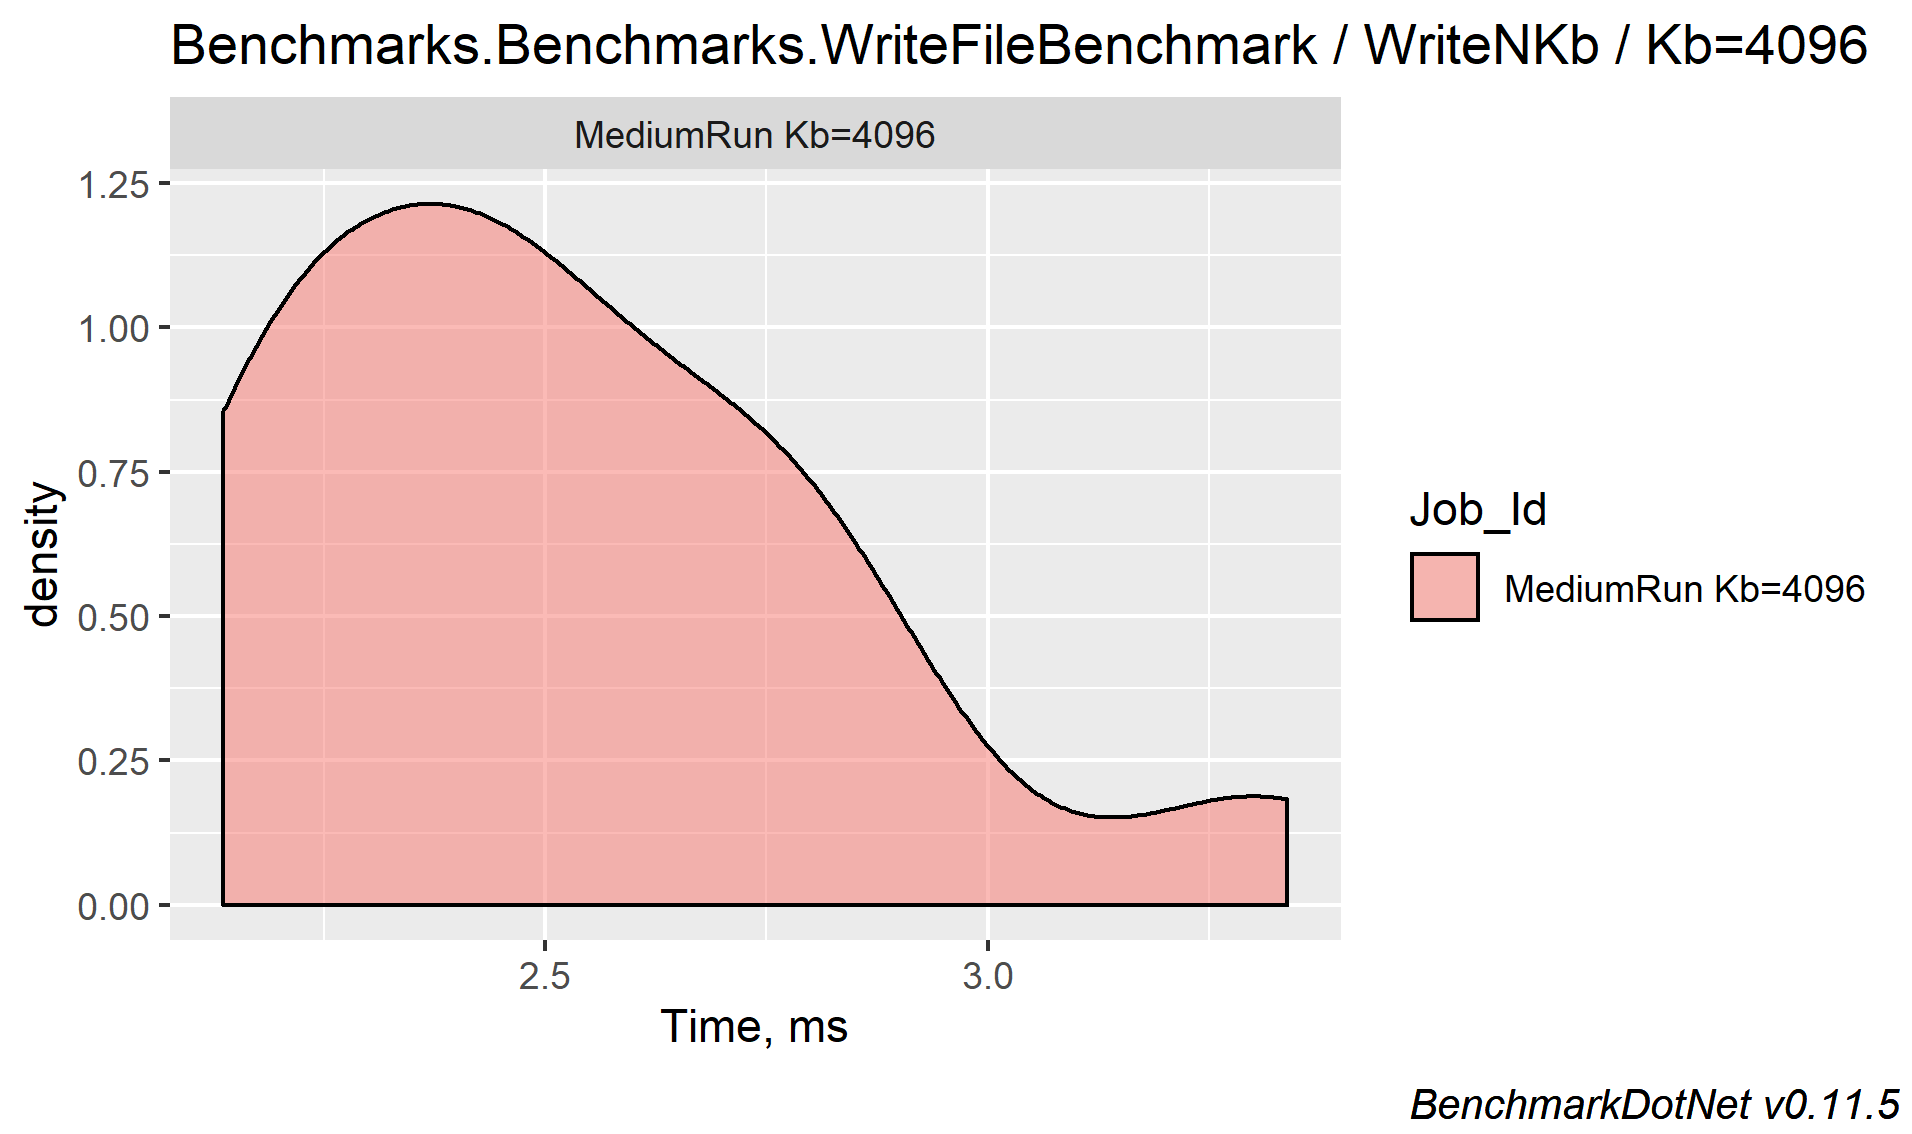 Benchmarks.Benchmarks.WriteFileBenchmark / WriteNKb / Kb=4096
MediumRun Kb=4096
1.25
1.00
0.75
0.50
0.25
0.00
density
2.5
3.0
Time, ms
Job_Id
MediumRun Kb=4096
BenchmarkDotNet v0.11.5